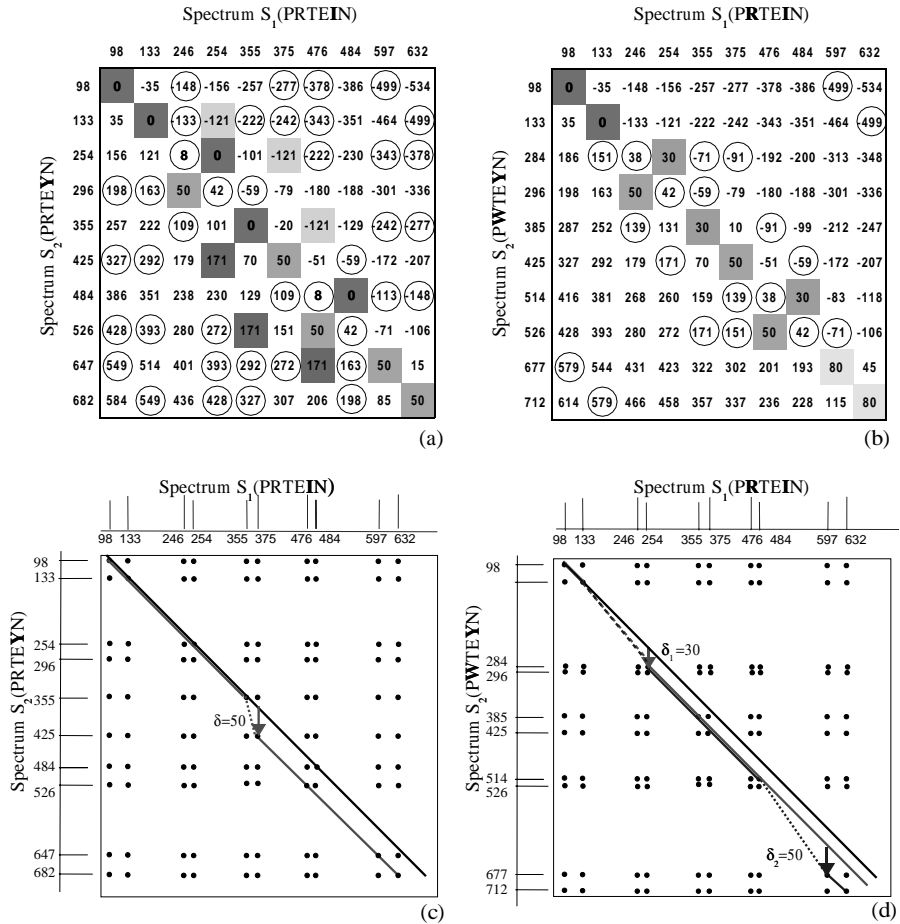 Spectrum S1(PRTEIN)
98 133 246 254 355 375 476 484 597 632
Spectrum S2(PRTEYN)
98 0 -35 -148 -156 -257 -277 -378 -386 -499 -534
133 35 0 -133 -121 -222 -242 -343 -351 -464 -499
254 156 121 8 0 -101 -121 -222 -230 -343 -378
296 198 163 50 42 -59 -79 -180 -188 -301 -336
355 257 222 109 101 0 -20 -121 -129 -242 -277
425 327 292 179 171 70 50 -51 -59 -172 -207
484 386 351 238 230 129 109 8 0 -113 -148
526 428 393 280 272 171 151 50 42 -71 -106
647 549 514 401 393 292 272 171 163 50 15
682 584 549 436 428 327 307 206 198 85 50
(a)
Spectrum S1(PRTEIN)
98 133 246 254 355 375 476 484 597 632
Spectrum S2(PWTEYN)
98 0 -35 -148 -156 -257 -277 -378 -386 -499 -534
133 35 0 -133 -121 -222 -242 -343 -351 -464 -499
284 186 151 38 30 -71 -91 -192 -200 -313 -348
296 198 163 50 42 -59 -79 -180 -188 -301 -336
385 287 252 139 131 30 10 -91 -99 -212 -247
425 327 292 179 171 70 50 -51 -59 -172 -207
514 416 381 268 260 159 139 38 30 -83 -118
526 428 393 280 272 171 151 50 42 -71 -106
677 579 544 431 423 322 302 201 193 80 45
712 614 579 466 458 357 337 236 228 115 80
(b)
Spectrum S1(PRTEIN)
98 133 246 254 355 375 476 484 597 632
Spectrum S2(PRTEYN)
98
133
254
296
355
δ=50
425
484
526
647
682
(c)
Spectrum S1(PRTEIN)
98 133 246 254 355 375 476 484 597 632
Spectrum S2(PWTEYN)
98
δ1=30
284
296
385
425
514
526
δ2=50
677
712
(d)